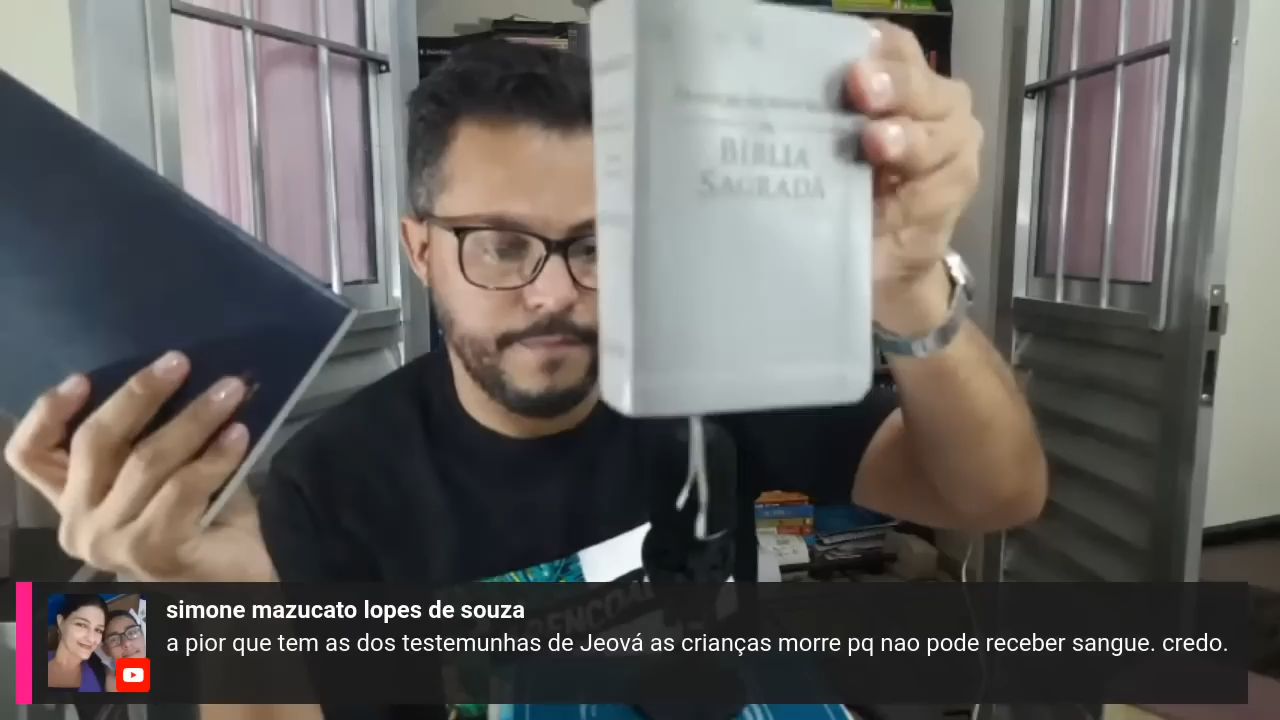 BÍBLIA
SAGRADA
simone mazucato lopes de souza
a pior que tem as dos testemunhas de Jeová as crianças morre pq nao pode receber sangue. credo.